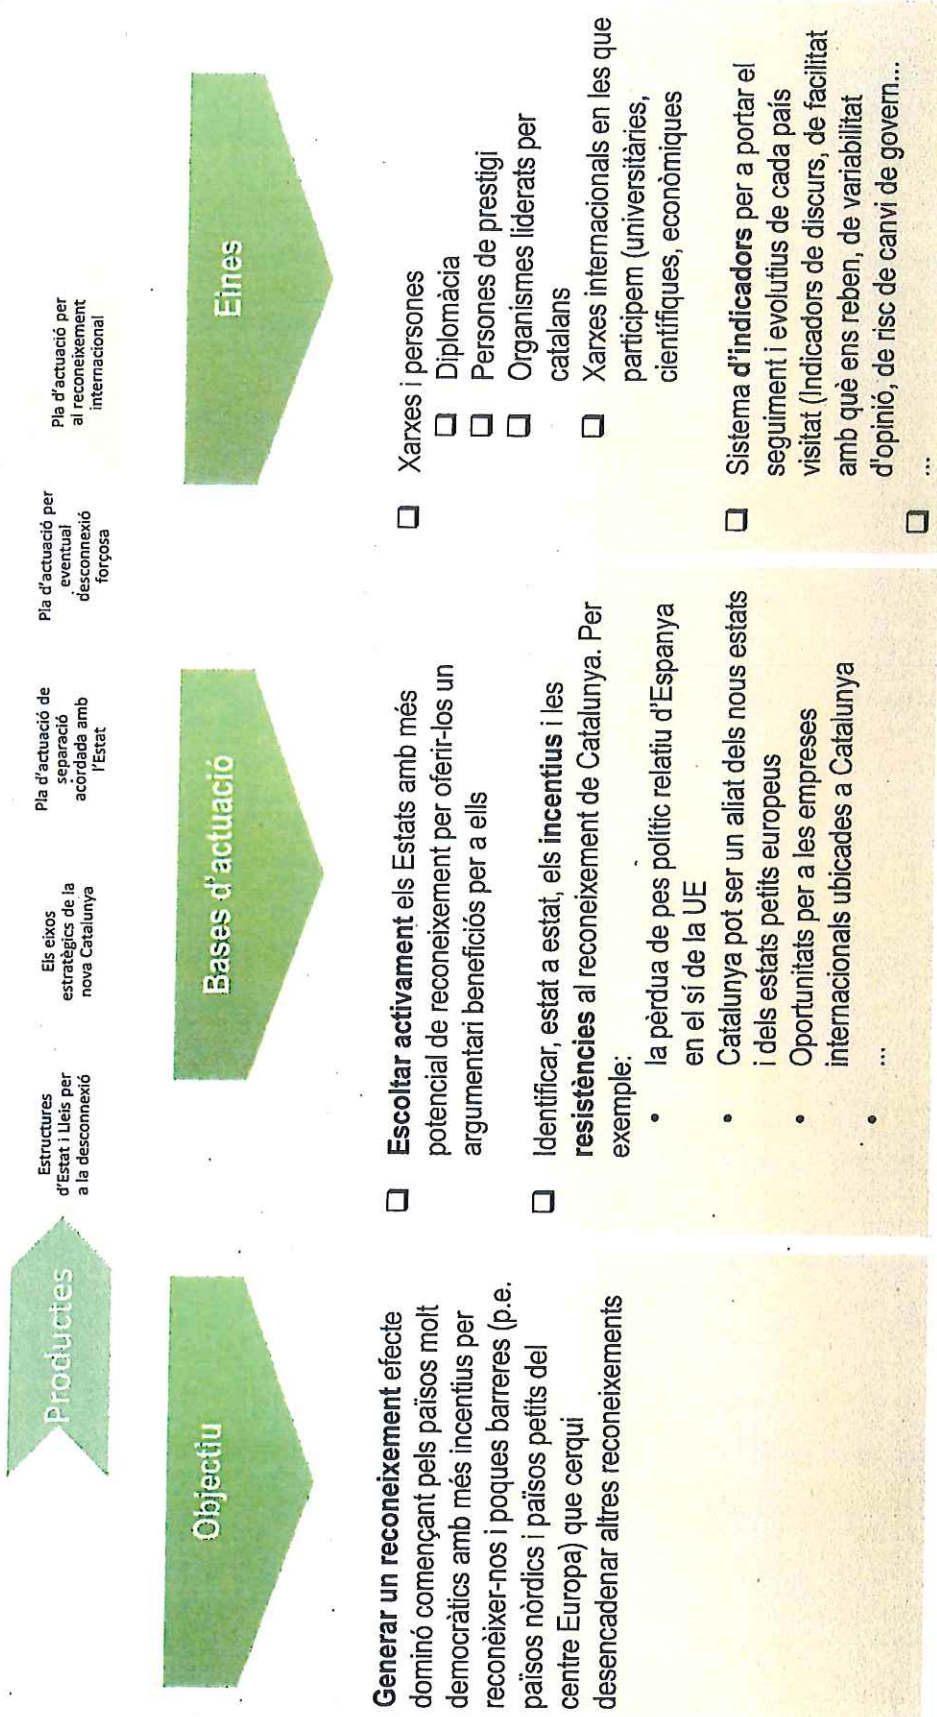 Productes
Estructures
d'Estat i Lleis per
a la desconnexió
Els eixos
estratègics de la
nova Catalunya
Pla d'actuació de
separació
acordada amb
l'Estat
Pla d'actuació per
eventual
desconnexió
forçosa
Pla d'actuació per
al reconeixement
internacional
Objectiu
Generar un reconeixement efecte
dominó començant pels països molt
democràtics amb més incentius per
reconèixer-nos i poques barreres (p.e.
països nòrdics i països petits del
centre Europa) que cerqui
desencadenar altres reconeixements
Bases d'actuació
❑ Escoltar activament els Estats amb més
potencial de reconeixement per oferir-los un
argumentari beneficiós per a ells
❑ Identificar, estat a estat, els incentius i les
resistències al reconeixement de Catalunya. Per
exemple:
• la pèrdua de pes polític relatiu d'Espanya
en el sí de la UE
• Catalunya pot ser un aliat dels nous estats
i dels estats petits europeus
• Oportunitats per a les empreses
internacionals ubicades a Catalunya
• ...
Eines
❑ Xarxes i persones
❑ Diplomàcia
❑ Persones de prestigi
❑ Organismes liderats per
catalans
❑ Xarxes internacionals en les que
participem (universitàries,
científiques, econòmiques
❑ Sistema d'indicadors per a portar el
seguiment i evolutius de cada país
visitat (Indicadors de discurs, de facilitat
amb què ens reben, de variabilitat
d'opinió, de risc de canvi de govern...
❑ ...